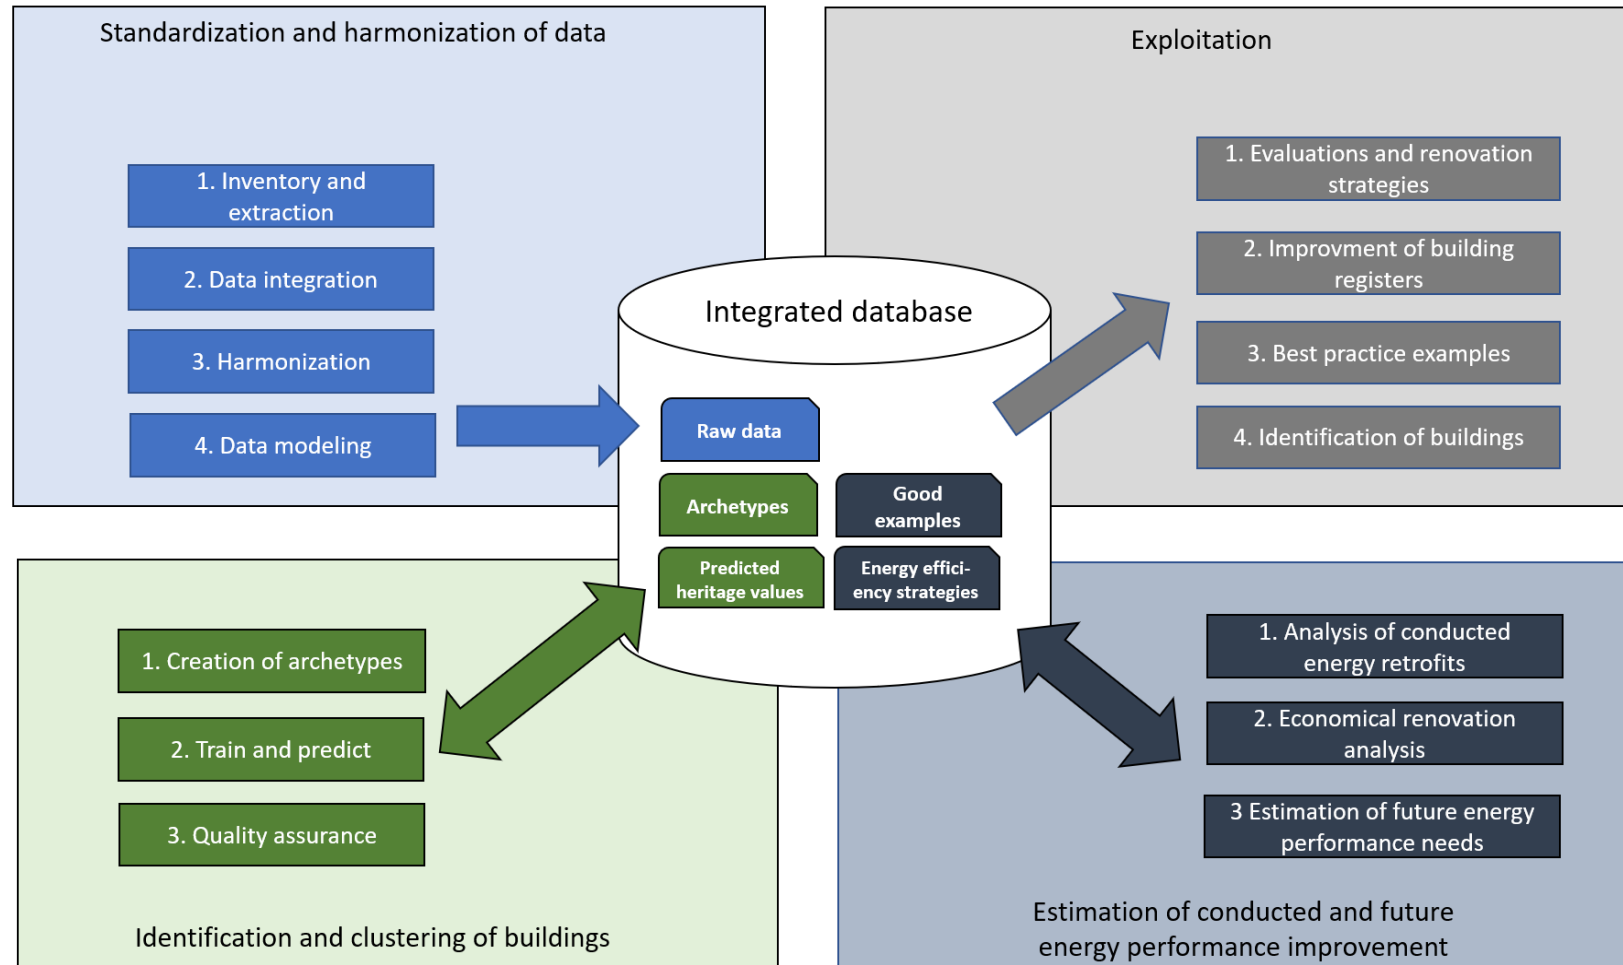 Standardization and harmonization of data
1. Inventory and
extraction
2. Data integration
3. Harmonization
4. Data modeling
Exploitation
1. Evaluations and renovation
strategies
2. Improvment of building
registers
3. Best practice examples
4. Identification of buildings
Integrated database
Raw data
Archetypes
Good
examples
Predicted
heritage values
Energy effici-
ency strategies
1. Creation of archetypes
2. Train and predict
3. Quality assurance
Identification and clustering of buildings
1. Analysis of conducted
energy retrofits
2. Economical renovation
analysis
3 Estimation of future energy
performance needs
Estimation of conducted and future
energy performance improvement